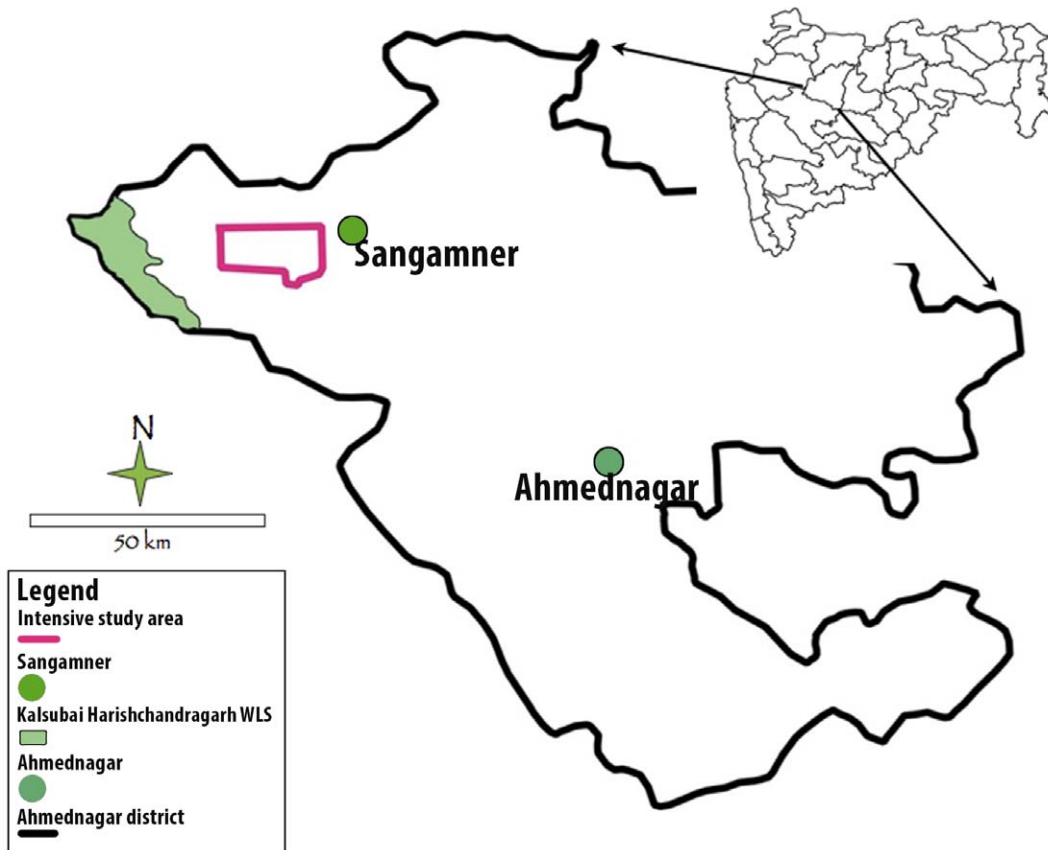 Sangamner
Ahmednagar
N
50 km
Legend
Intensive study area
Sangamner
Kalsubai Harishchandragarh WLS
Ahmednagar
Ahmednagar district